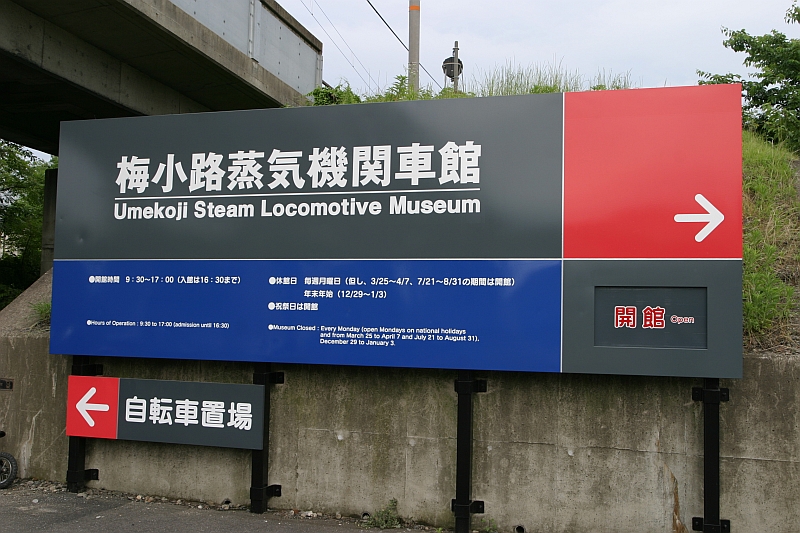 梅小路蒸気機関車館
Umekoji Steam Locomotive Museum
●開館時間 9:30～17:00(入館は16:30まで)
●Hours of Operation : 9:30 to 17:00 (admission until 16:30)
●休館日 毎週月曜日(但し、3/25～4/7、7/21～8/31の期間は開館)
年末年始(12/29～1/3)
●祝祭日は開館
●Museum Closed : Every Monday (open Mondays on national holidays
and from March 25 to April 7 and July 21 to August 31).
December 29 to January 3.
→
開館 Open
← 自転車置場